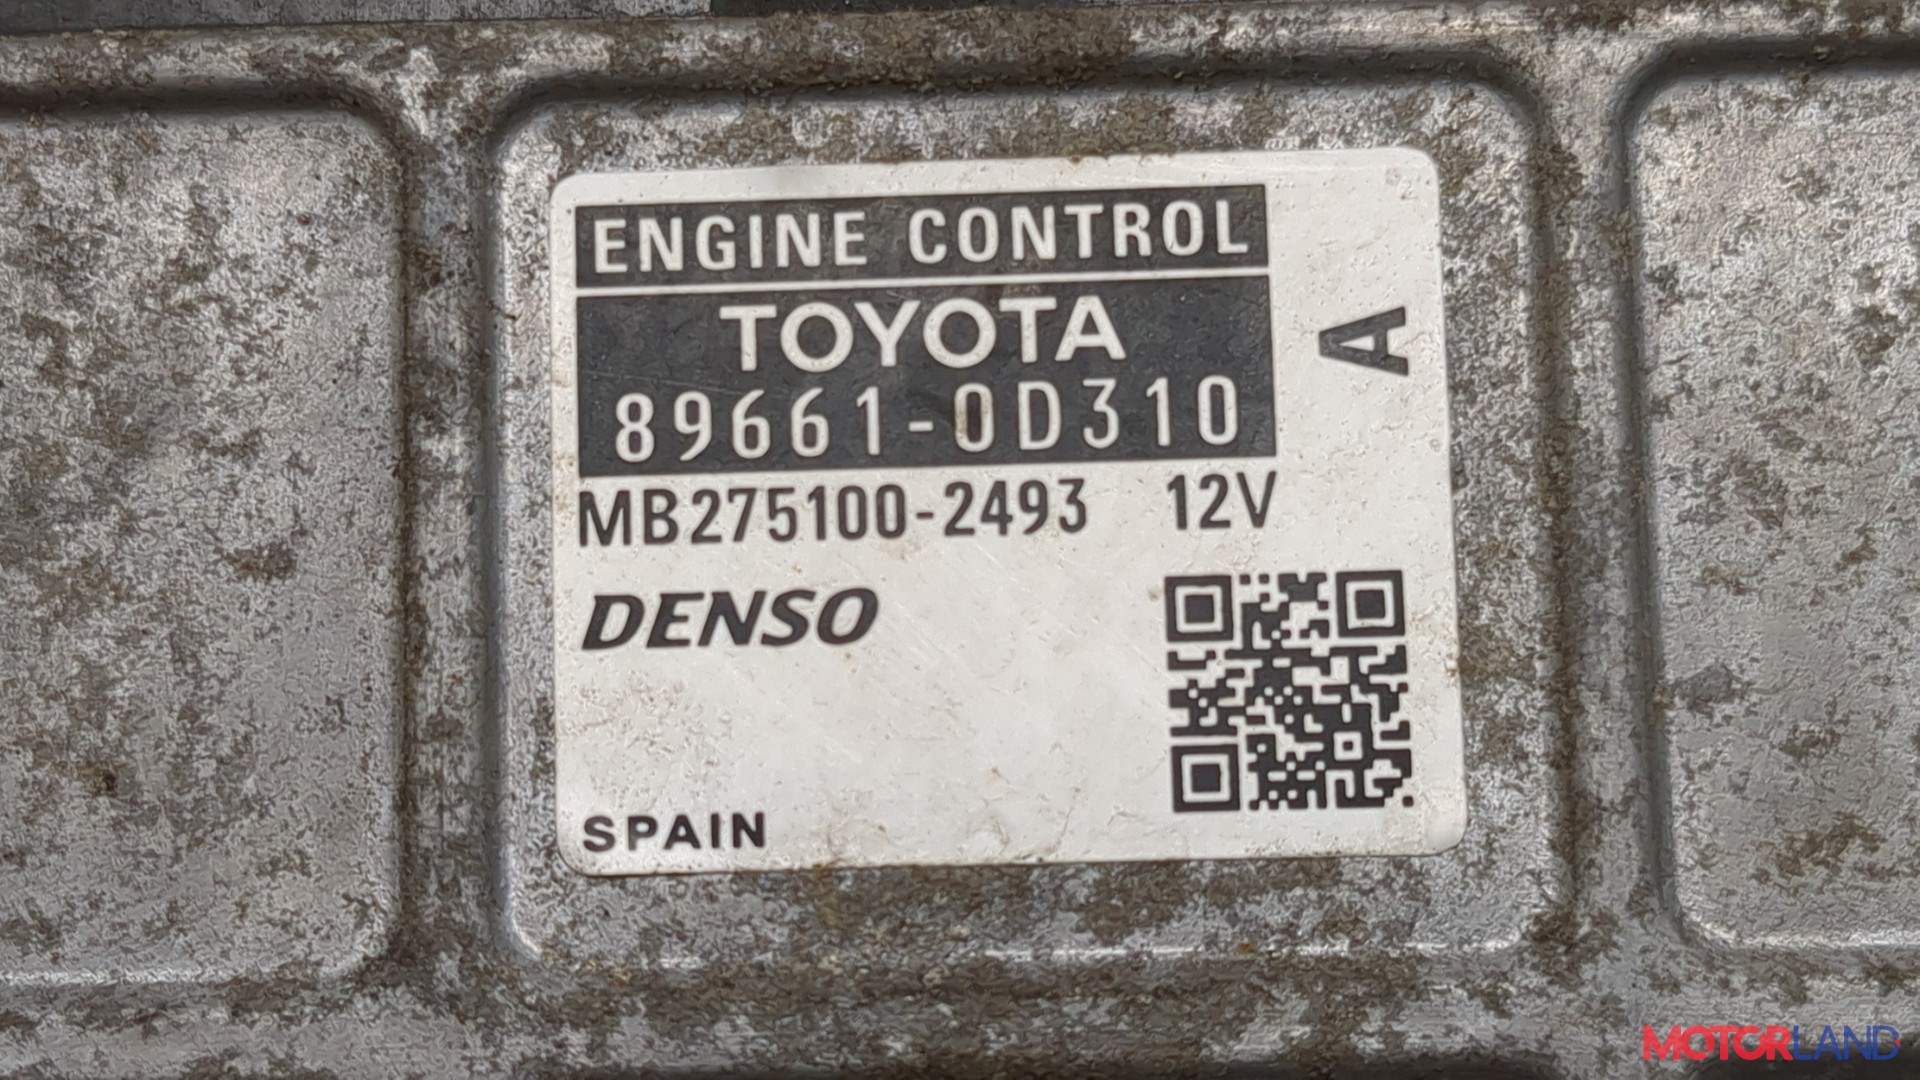 ENGINE CONTROL
TOYOTA
89661-0D310
A
MB275100-2493 12V
DENSO
SPAIN
MOTORLAND